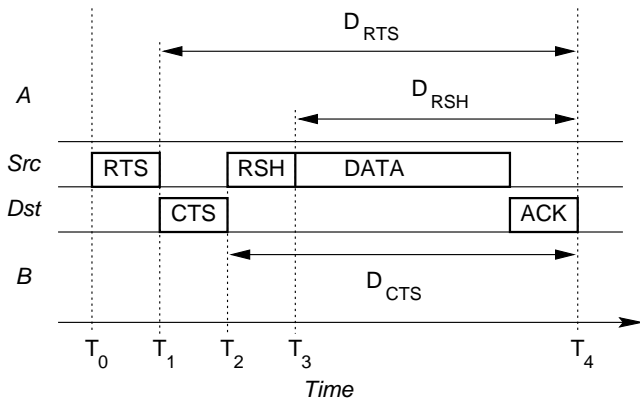 D_RTS
A
D_RSH
Src RTS RSH DATA
Dst CTS ACK
B
D_CTS
T_0 T_1 T_2 T_3 T_4
Time